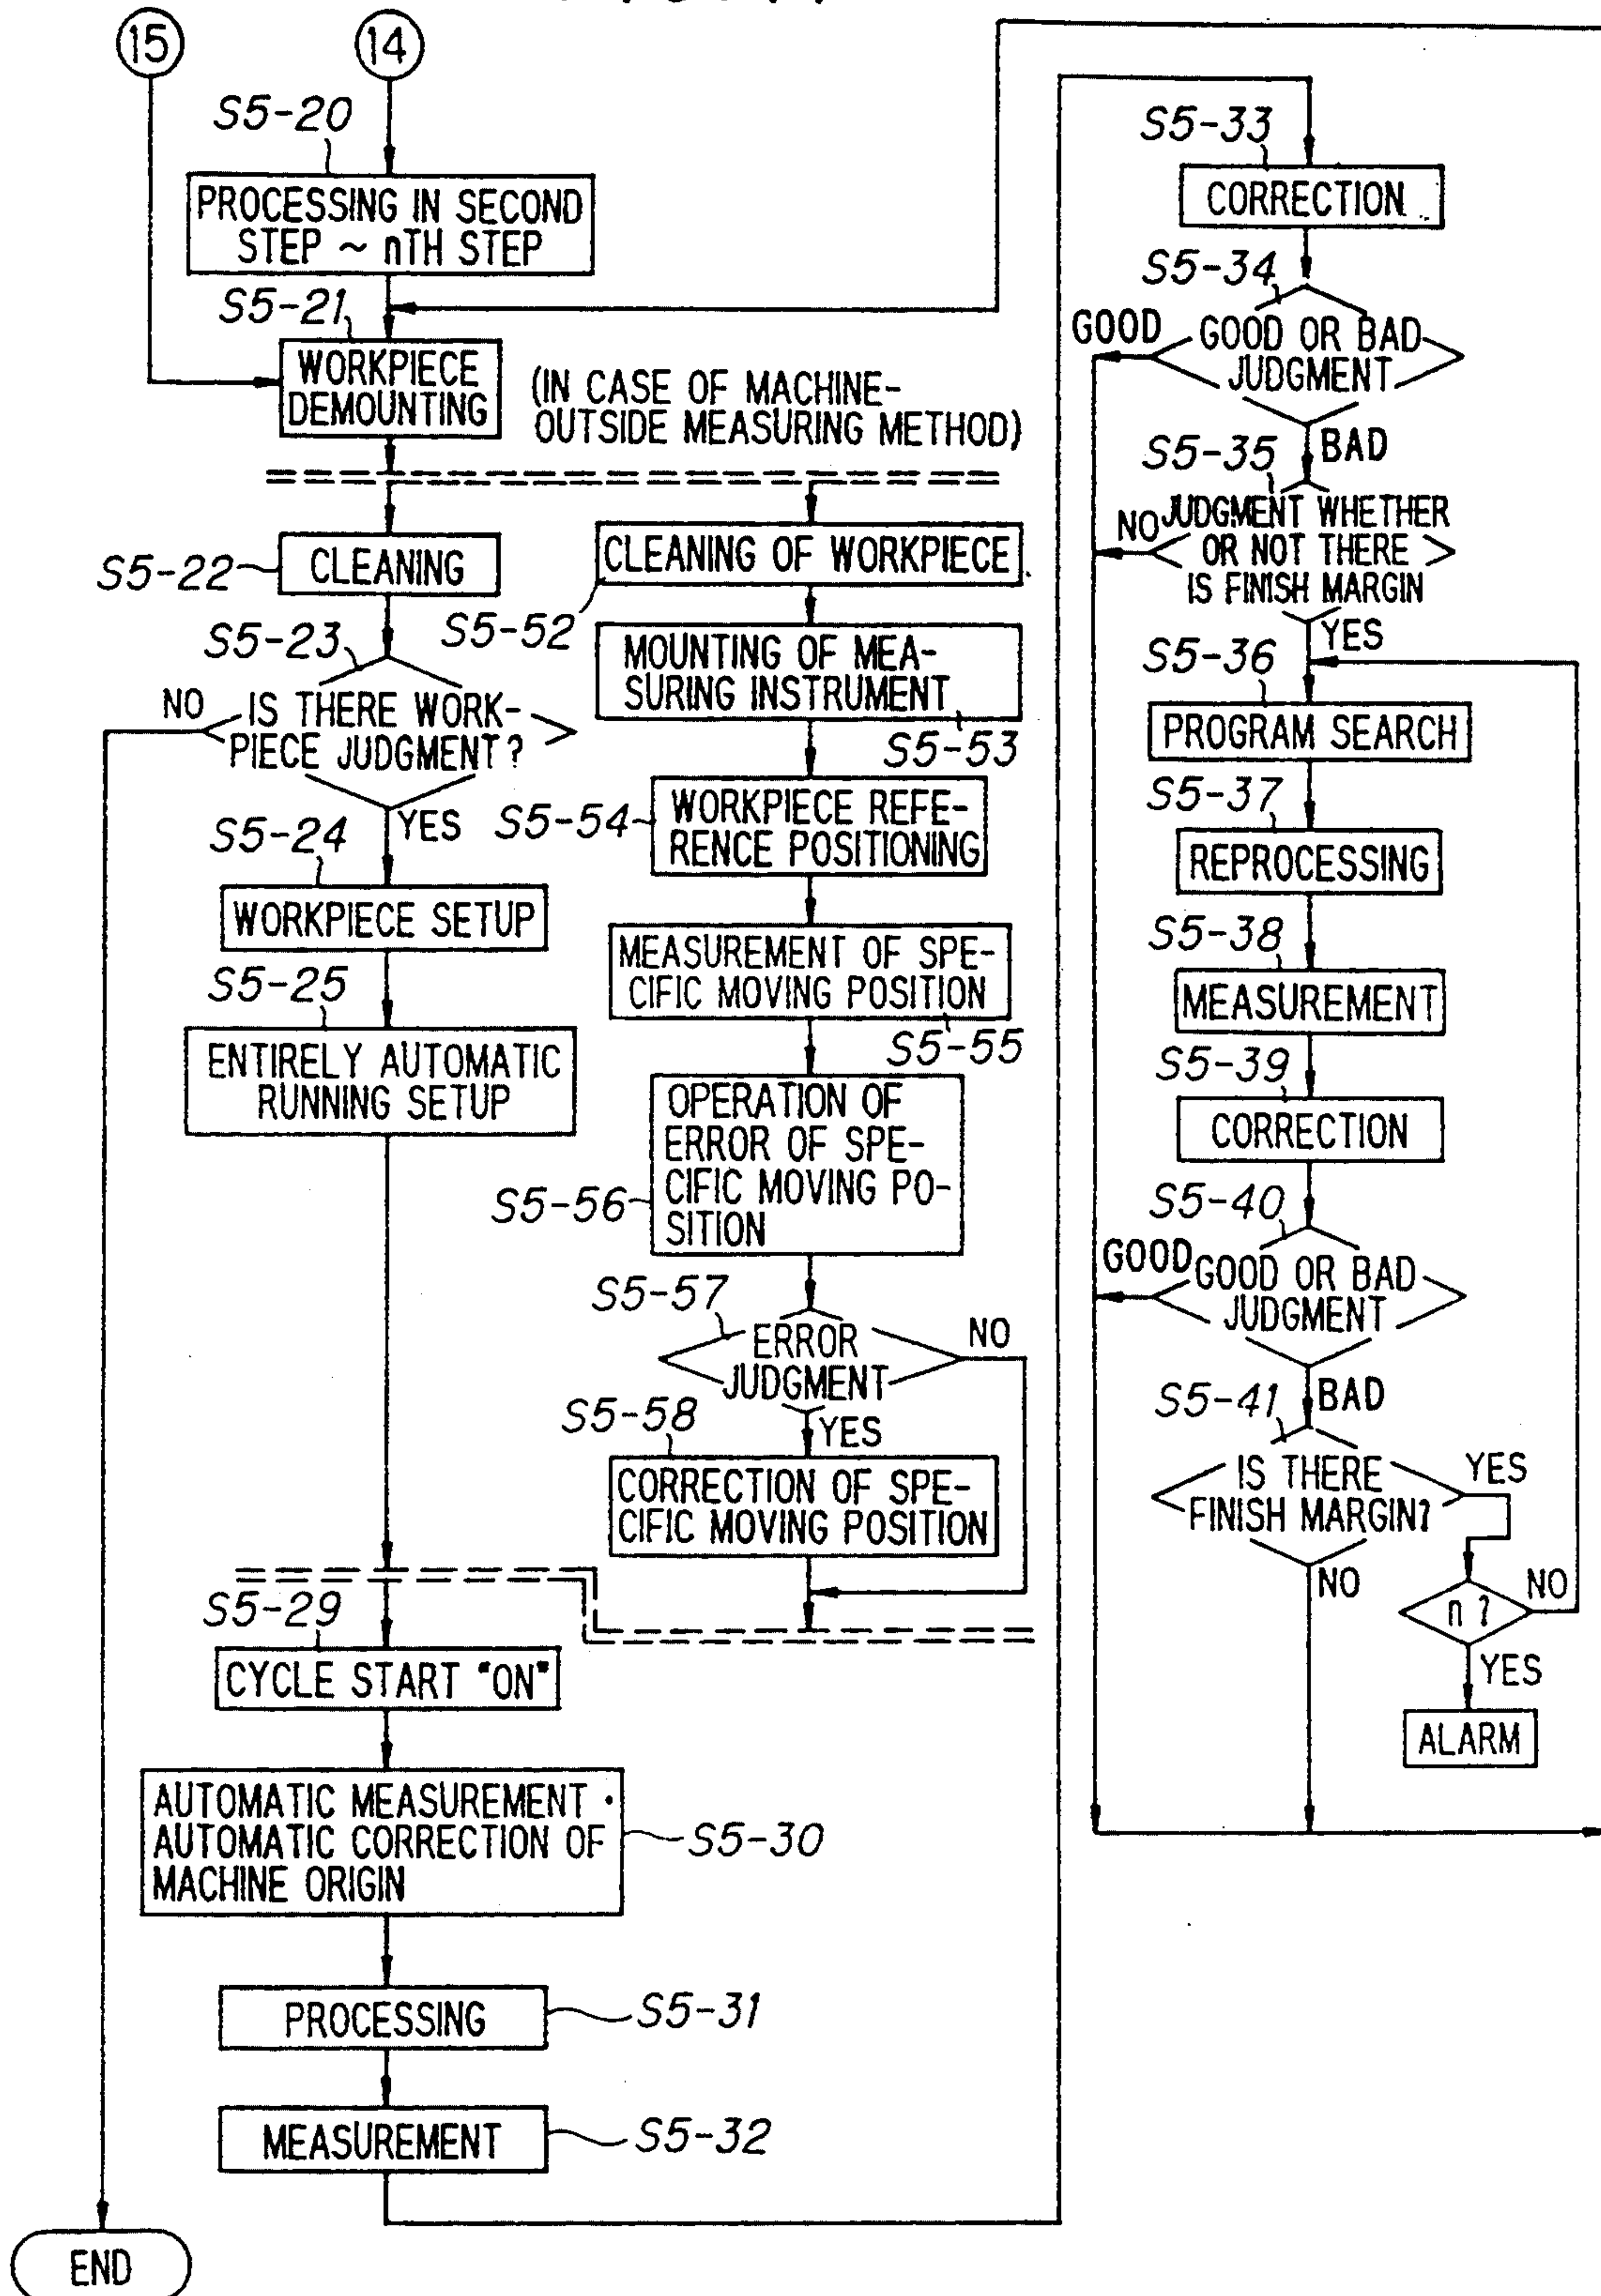 15
14
S5-20
PROCESSING IN SECOND
STEP ~ nTH STEP
S5-21
WORKPIECE
DEMOUNTING
(IN CASE OF MACHINE-
OUTSIDE MEASURING METHOD)
S5-22
CLEANING
S5-23
NO
IS THERE WORK-
PIECE JUDGMENT?
YES
S5-24
WORKPIECE SETUP
S5-25
ENTIRELY AUTOMATIC
RUNNING SETUP
CLEANING OF WORKPIECE
S5-52
MOUNTING OF MEA-
SURING INSTRUMENT
S5-53
S5-54
WORKPIECE REFE-
RENCE POSITIONING
MEASUREMENT OF SPE-
CIFIC MOVING POSITION
S5-55
OPERATION OF
ERROR OF SPE-
CIFIC MOVING PO-
SITION
S5-56
S5-57
ERROR
JUDGMENT
NO
YES
S5-58
CORRECTION OF SPE-
CIFIC MOVING POSITION
S5-29
CYCLE START "ON"
AUTOMATIC MEASUREMENT ·
AUTOMATIC CORRECTION OF
MACHINE ORIGIN
S5-30
PROCESSING
S5-31
MEASUREMENT
S5-32
END
S5-33
CORRECTION
S5-34
GOOD
GOOD OR BAD
JUDGMENT
BAD
S5-35
NO
JUDGMENT WHETHER
OR NOT THERE
IS FINISH MARGIN
YES
S5-36
PROGRAM SEARCH
S5-37
REPROCESSING
S5-38
MEASUREMENT
S5-39
CORRECTION
S5-40
GOOD
GOOD OR BAD
JUDGMENT
BAD
S5-41
IS THERE
FINISH MARGIN?
YES
NO
n ?
NO
YES
ALARM